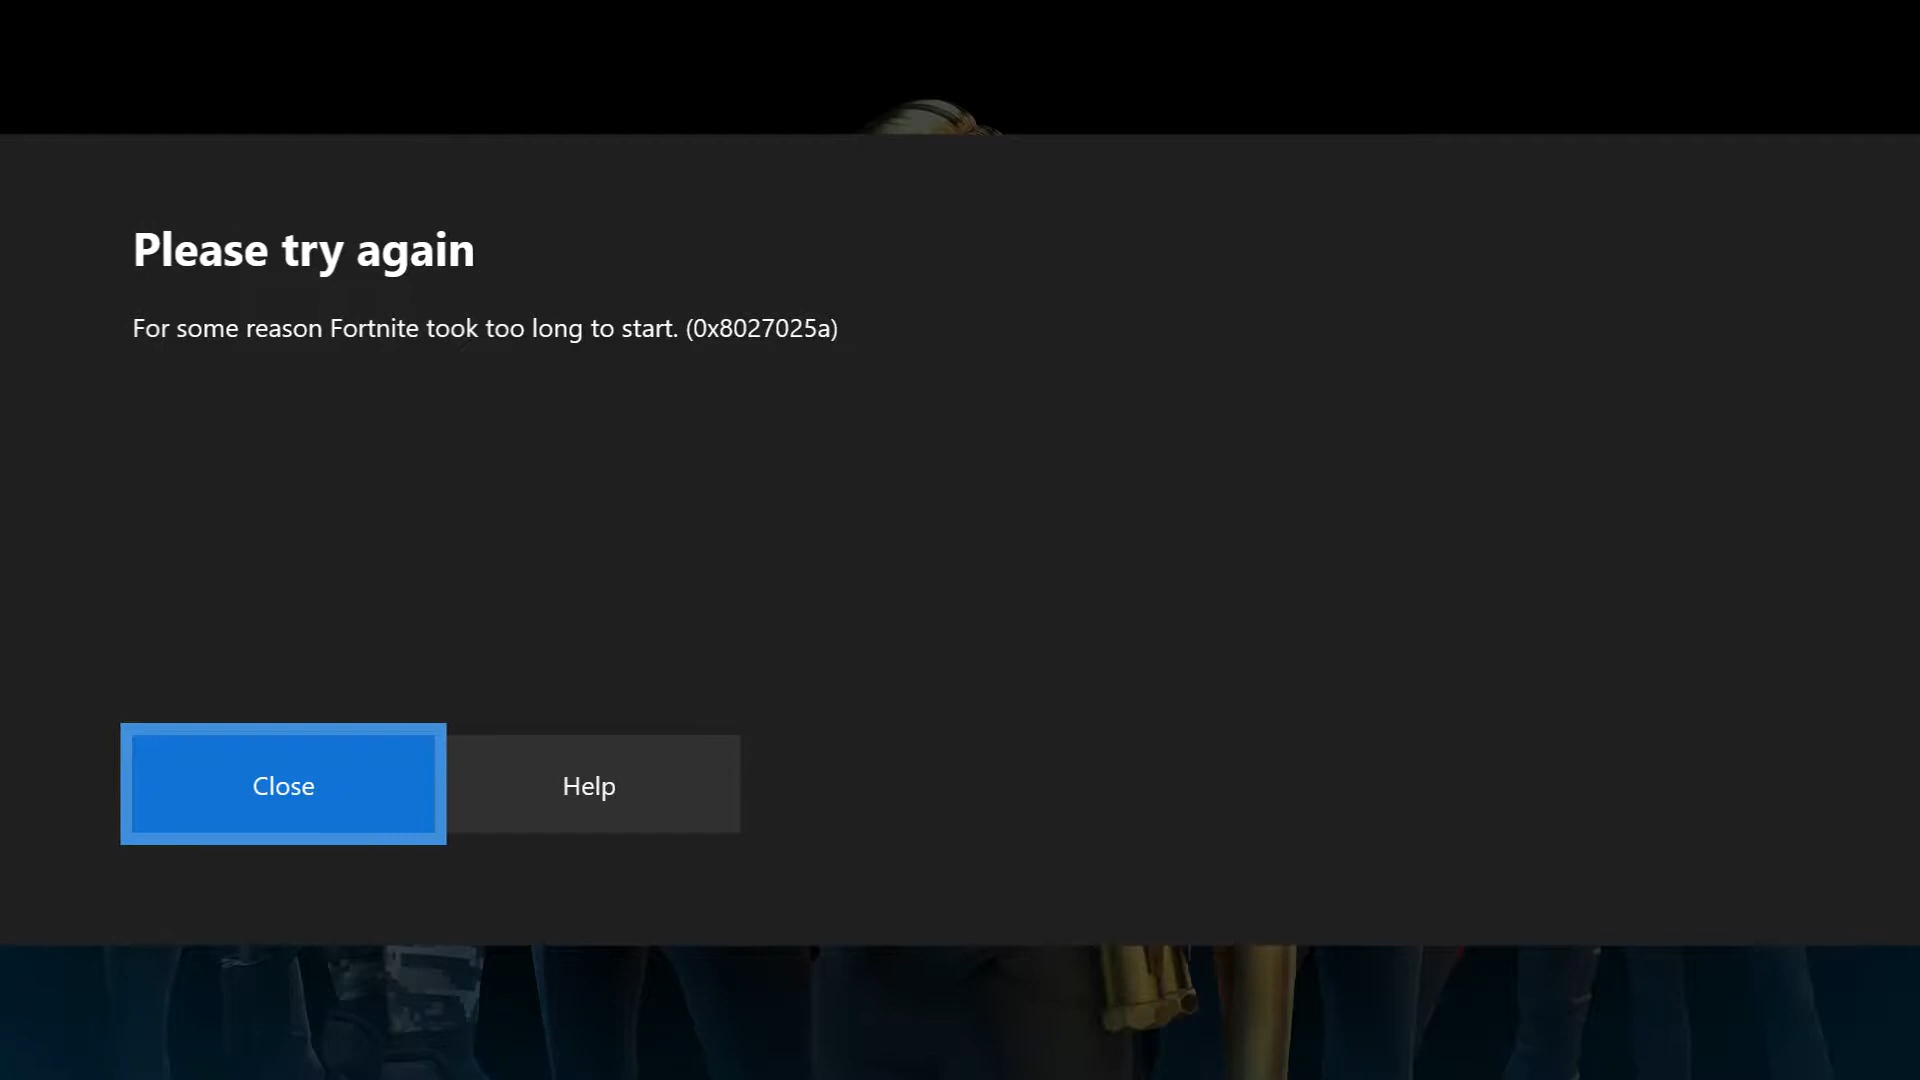 Please try again
For some reason Fortnite took too long to start. (0x8027025a)
Close
Help